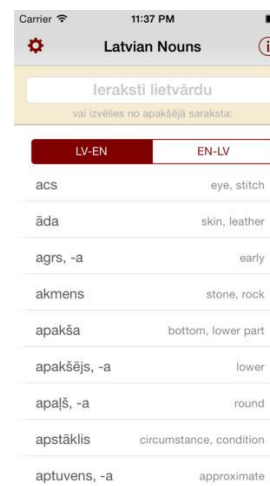 Carrier 11:37 PM
Latvian Nouns
Ieraksti lietvārdu
vai izvēlies no apakšējā saraksta:
LV-EN EN-LV
acs eye, stitch
āda skin, leather
agrs, -a early
akmens stone, rock
apakša bottom, lower part
apakšējs, -a lower
apaļš, -a round
apstāklis circumstance, condition
aptuvens, -a approximate